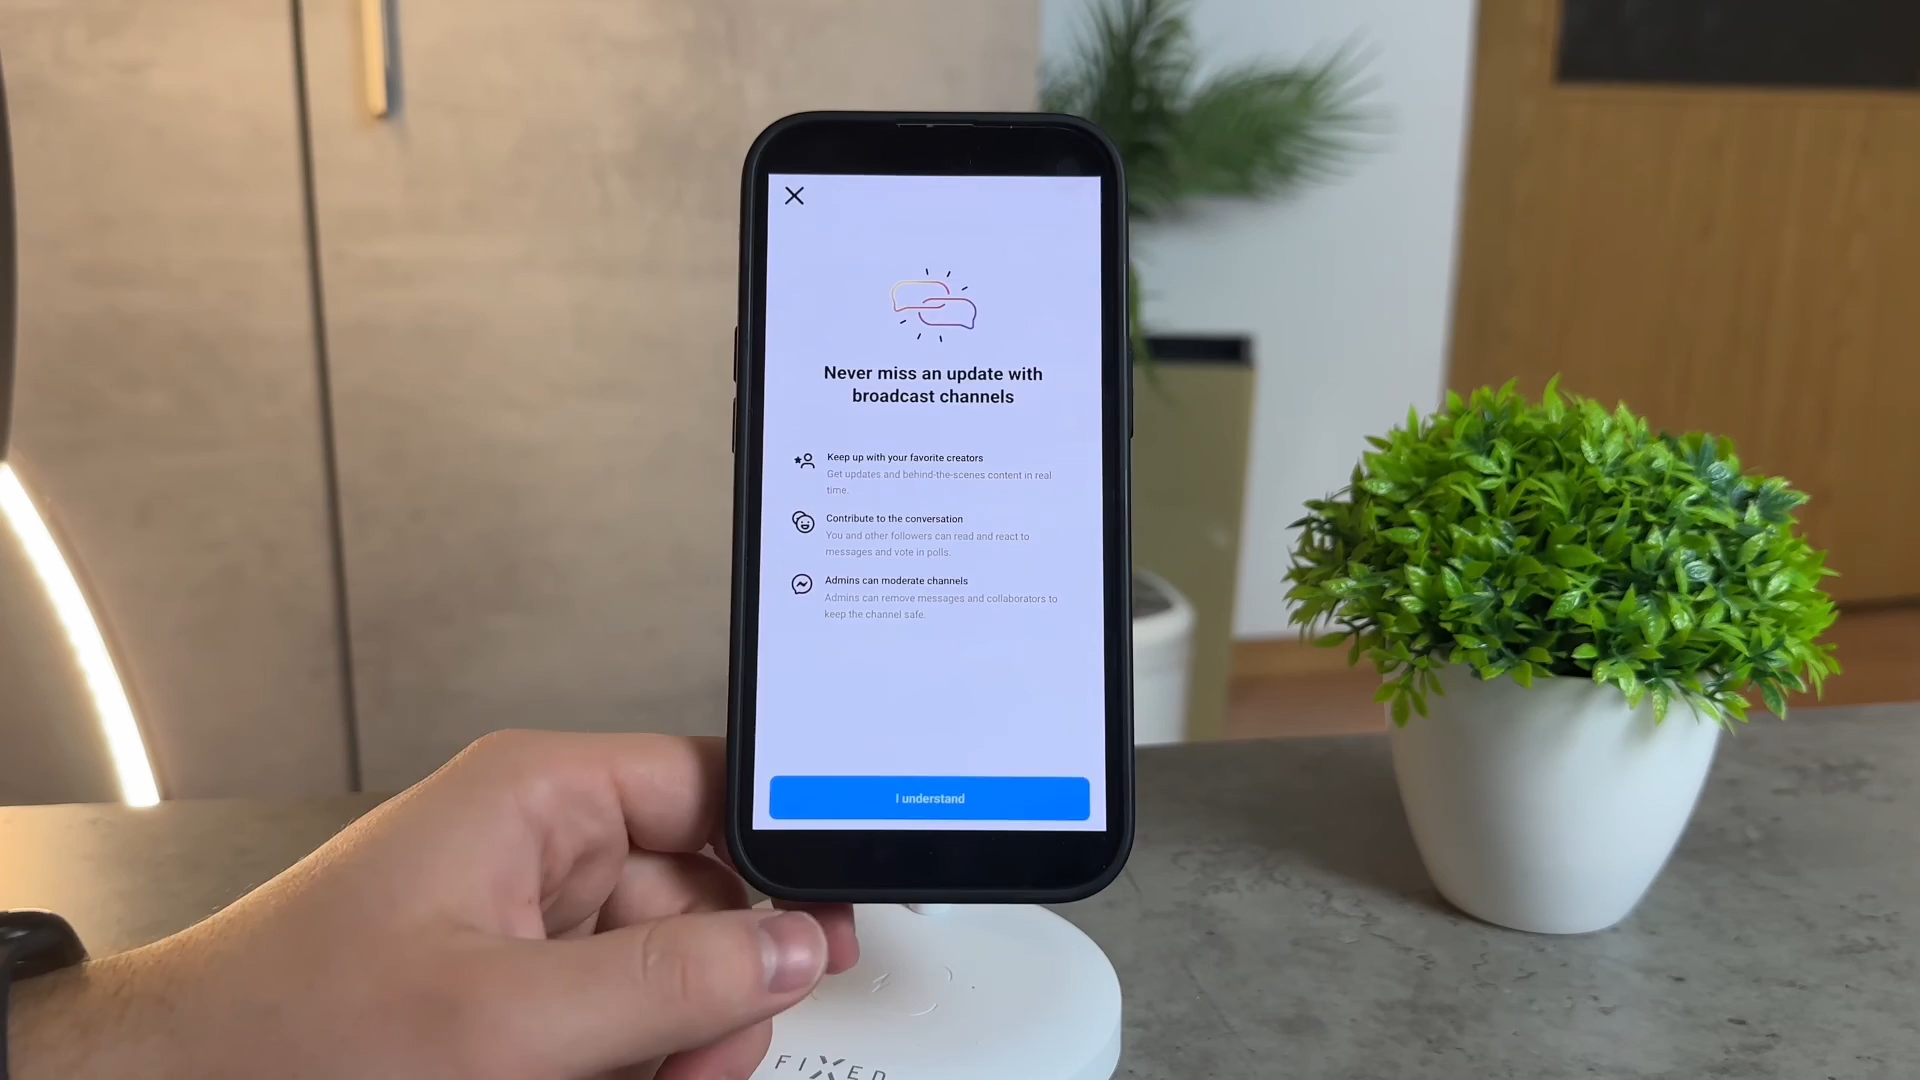 Never miss an update with
broadcast channels
Keep up with your favorite creators
Get updates and behind-the-scenes content in real
time.
Contribute to the conversation
You and other followers can read and react to
messages and vote in polls.
Admins can moderate channels
Admins can remove messages and collaborators to
keep the channel safe.
I understand
FIXED